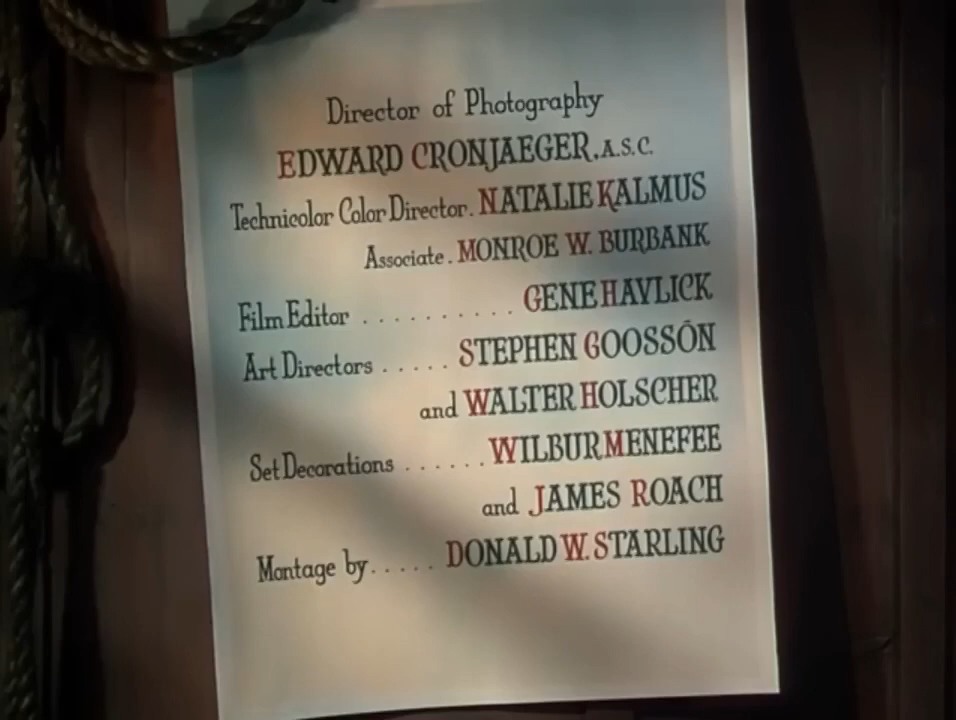 Director of Photography
EDWARD CRONJAEGER, A.S.C.
Technicolor Color Director. NATALIE KALMUS
Associate. MONROE W. BURBANK
Film Editor .......... GENE HAVLICK
Art Directors ..... STEPHEN GOOSSÓN
and WALTER HOLSCHER
Set Decorations ...... WILBUR MENEFEE
and JAMES ROACH
Montage by ..... DONALD W. STARLING